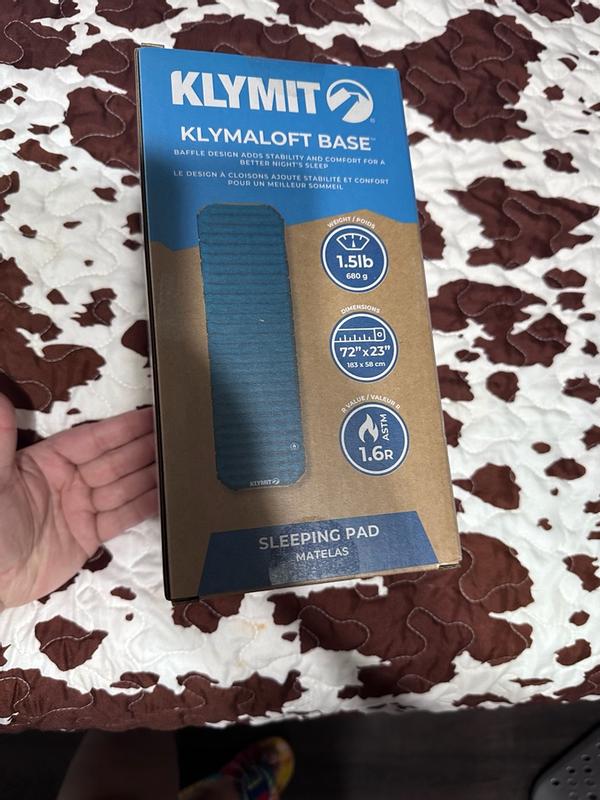 KLYMIT
KLYMALOFT BASE™
BAFFLE DESIGN ADDS STABILITY AND COMFORT FOR A
BETTER NIGHT'S SLEEP
LE DESIGN À CLOISONS AJOUTE STABILITÉ ET CONFORT
POUR UN MEILLEUR SOMMEIL
WEIGHT / POIDS
1.5lb
680 g
DIMENSIONS
72" x 23"
183 x 58 cm
R VALUE / VALEUR R
ASTM
1.6R
KLYMIT
SLEEPING PAD
MATELAS